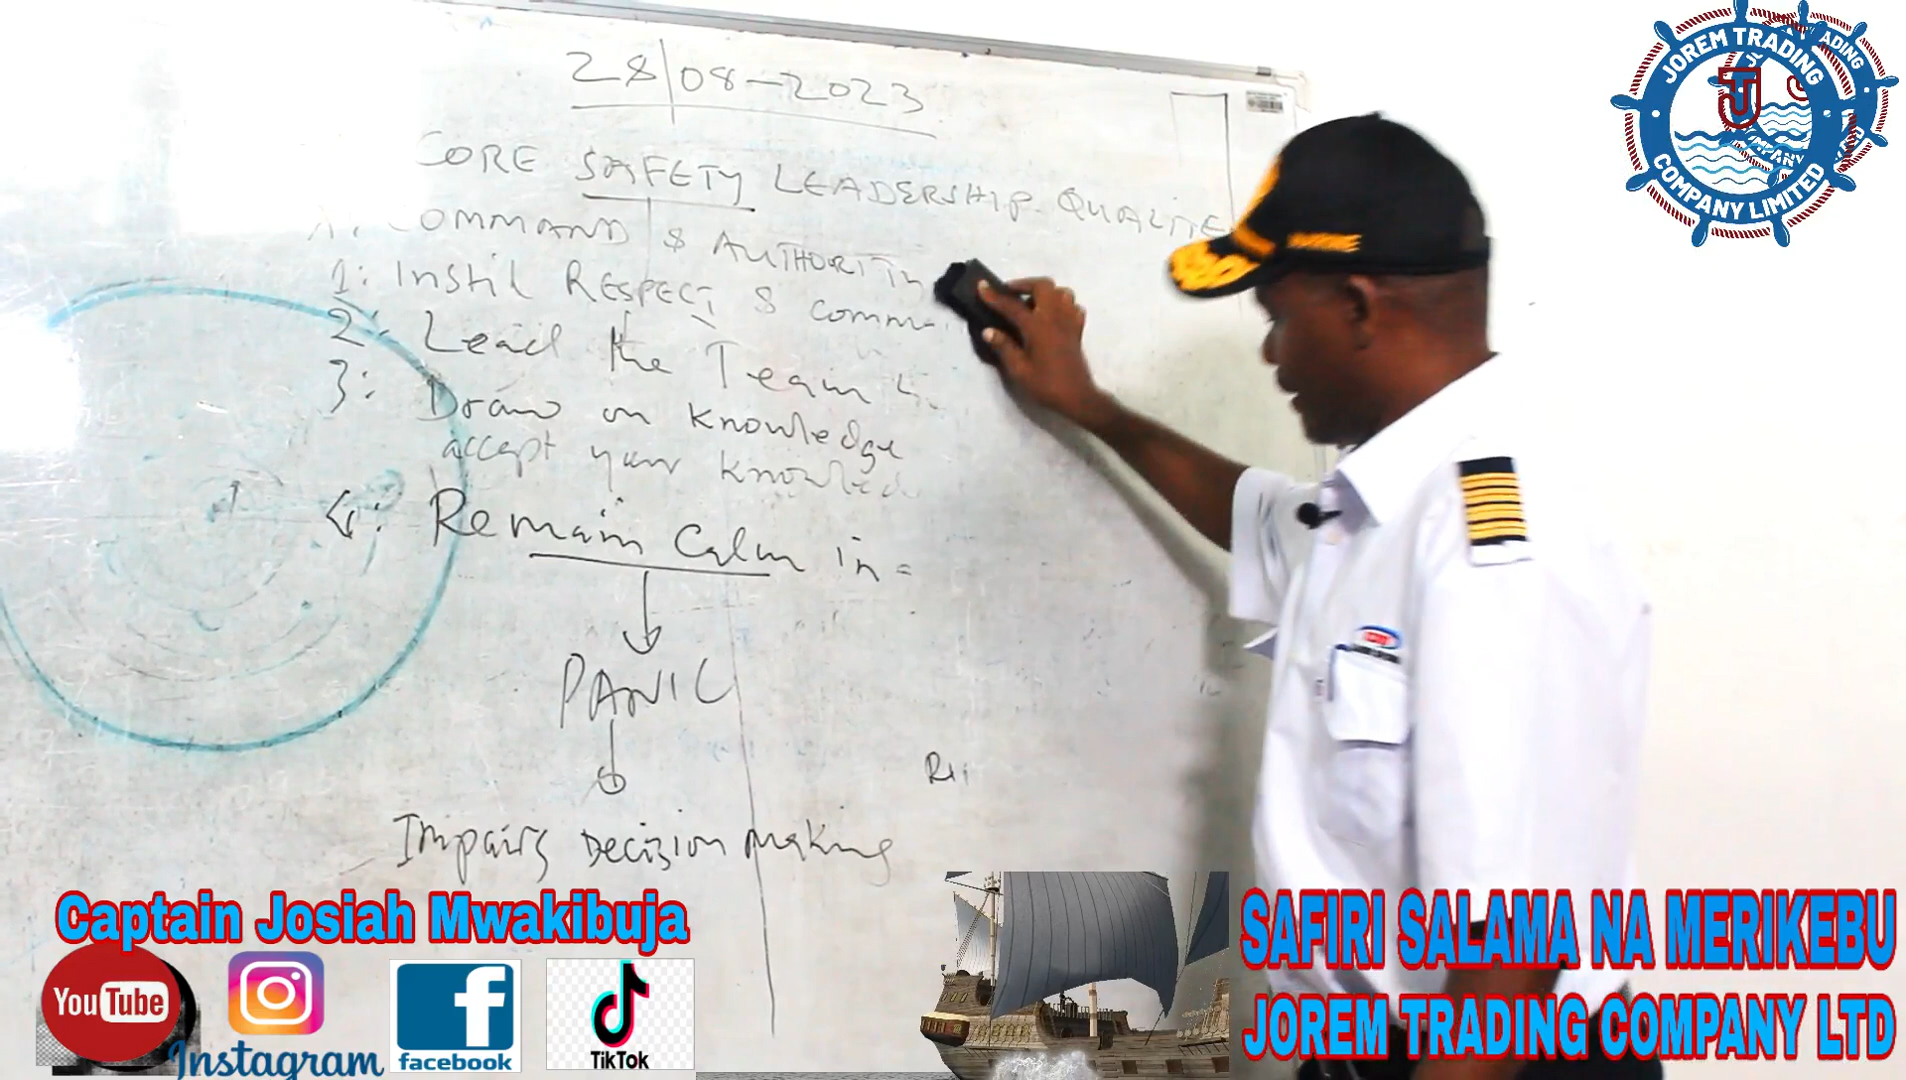 28/08-2023
CORE SAFETY LEADERSHIP QUALITE
COMMAND & AUTHORITY
1: Instil RESPECT & Comma
2: Lead the Team
3: Draw on Knowledge
accept your knowled
4: Remain Calm in
PANIC
Impairs Decision Making
JOREM TRADING
COMPANY LIMITED
Captain Josiah Mwakibuja
YouTube
Instagram
facebook
TikTok
SAFIRI SALAMA NA MERIKEBU
JOREM TRADING COMPANY LTD